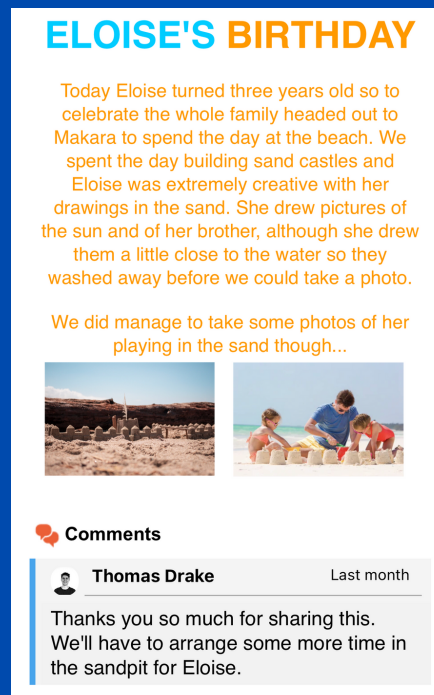 ELOISE'S BIRTHDAY
Today Eloise turned three years old so to
celebrate the whole family headed out to
Makara to spend the day at the beach. We
spent the day building sand castles and
Eloise was extremely creative with her
drawings in the sand. She drew pictures of
the sun and of her brother, although she drew
them a little close to the water so they
washed away before we could take a photo.
We did manage to take some photos of her
playing in the sand though...
Comments
Thomas Drake
Last month
Thanks you so much for sharing this.
We'll have to arrange some more time in
the sandpit for Eloise.